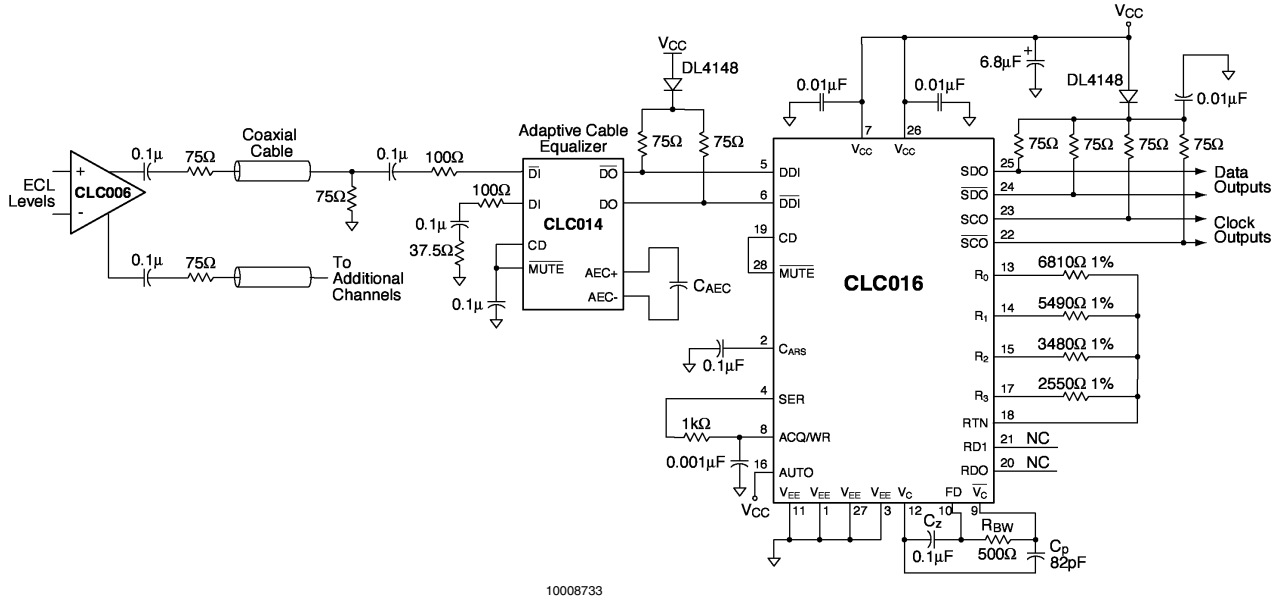 VCC
VCC
6.8µF
+
DL4148
DL4148
0.01µF
0.01µF
0.01µF
7
26
VCC
VCC
75Ω
75Ω
75Ω
75Ω
75Ω
75Ω
Adaptive Cable
Equalizer
Coaxial
Cable
0.1µ
75Ω
0.1µ
100Ω
ECL
Levels
+
-
CLC006
75Ω
100Ω
0.1µ
37.5Ω
0.1µ
DI
DI
CD
MUTE
DO
DO
CLC014
AEC+
AEC-
CAEC
0.1µ
75Ω
To
Additional
Channels
5
DDI
6
DDI
19
CD
28
MUTE
CLC016
2
CARS
0.1µF
4
SER
1kΩ
8
ACQ/WR
0.001µF
16
AUTO
VCC
SDO
25
Data
Outputs
SDO
24
SCO
23
Clock
Outputs
SCO
22
R0
13
6810Ω 1%
R1
14
5490Ω 1%
R2
15
3480Ω 1%
R3
17
2550Ω 1%
RTN
18
RD1
21
NC
RDO
20
NC
VEE
VEE
VEE
VEE
VC
FD
VC
11
1
27
3
12
10
9
CZ
0.1µF
RBW
500Ω
CP
82pF
10008733